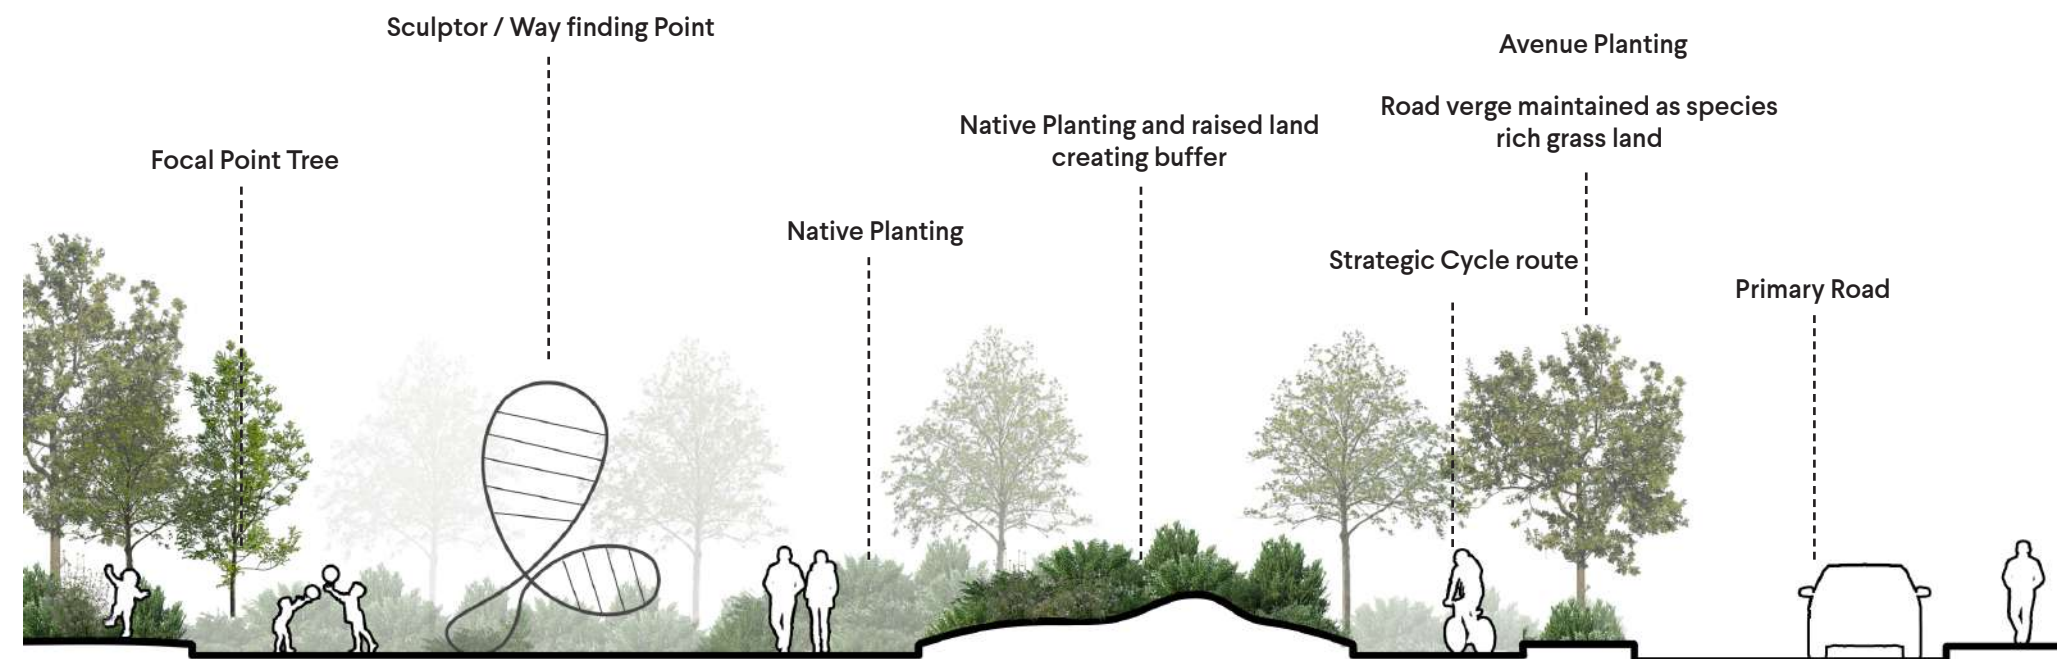 Sculptor / Way finding Point
Avenue Planting
Road verge maintained as species
rich grass land
Native Planting and raised land
creating buffer
Focal Point Tree
Native Planting
Strategic Cycle route
Primary Road